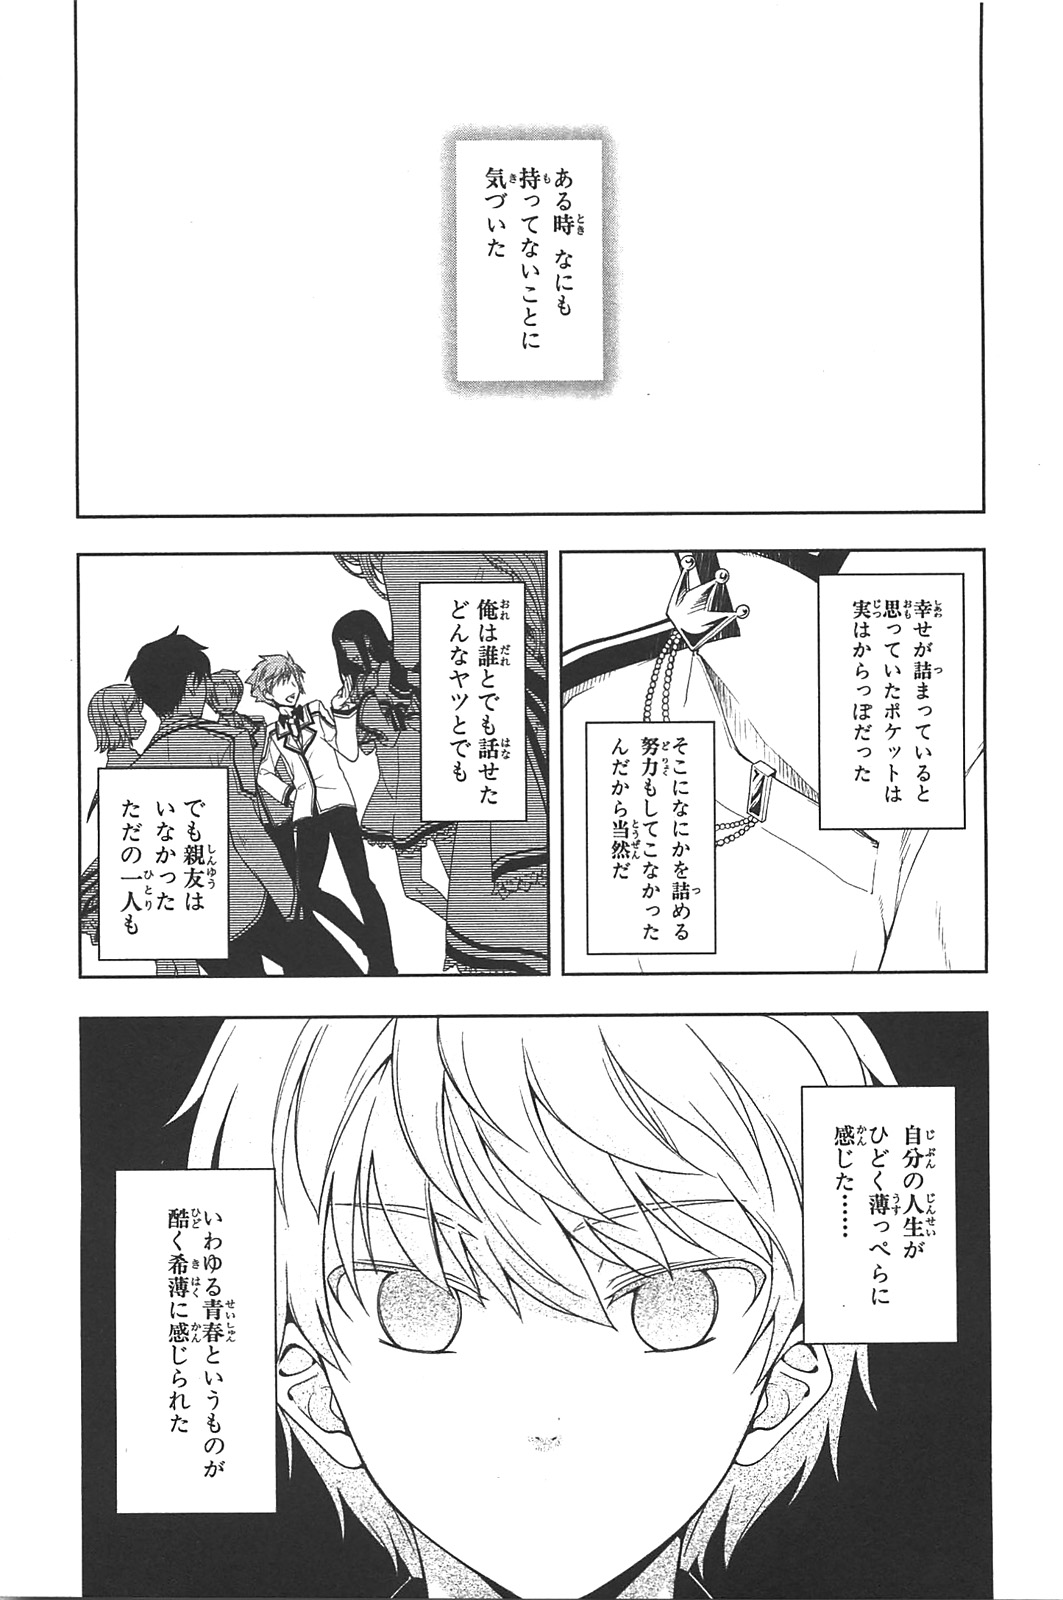 ある時 なにも
持ってないことに
気づいた
幸せが詰まっていると
思っていたポケットは
実はからっぽだった
そこになにかを詰める
努力もしてこなかった
んだから当然だ
俺は誰とでも話せた
どんなヤツとでも
でも親友は
いなかった
ただの一人も
自分の人生が
ひどく薄っぺらに
感じた……
いわゆる青春というものが
酷く希薄に感じられた